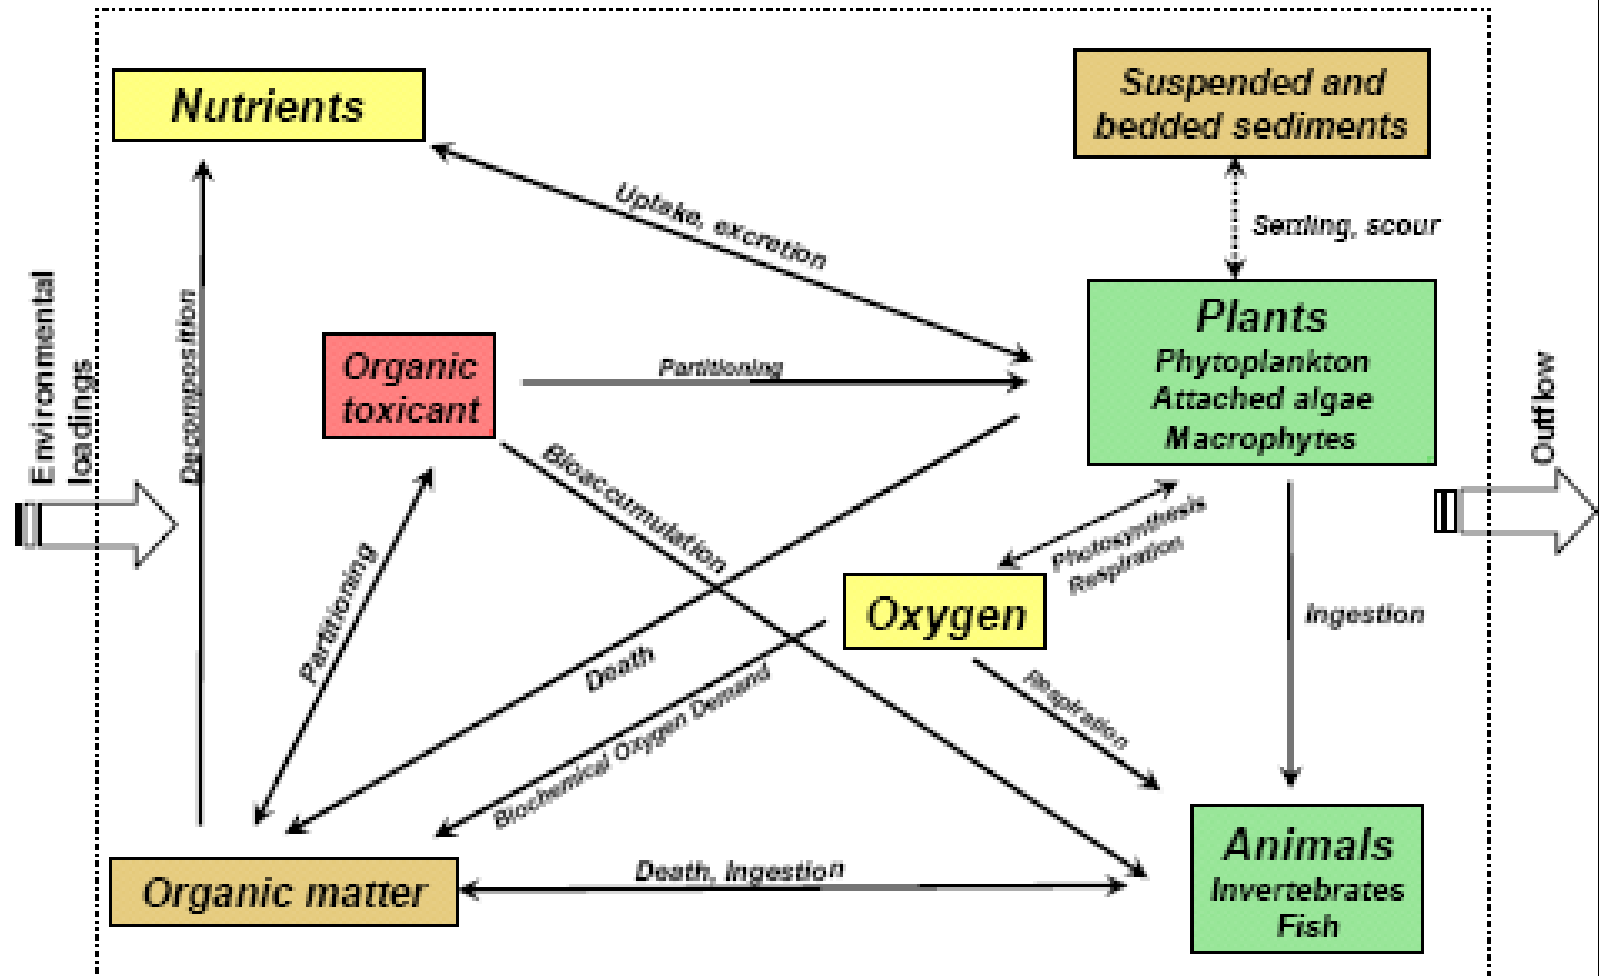 Nutrients
Suspended and
bedded sediments
Uptake, excretion
Settling, scour
Environmental
loadings
Decomposition
Organic
toxicant
Partitioning
Plants
Phytoplankton
Attached algae
Macrophytes
Outflow
Bioaccumulation
Photosynthesis
Respiration
Partitioning
Oxygen
Ingestion
Death
Biochemical Oxygen Demand
Respiration
Death, Ingestion
Organic matter
Animals
Invertebrates
Fish